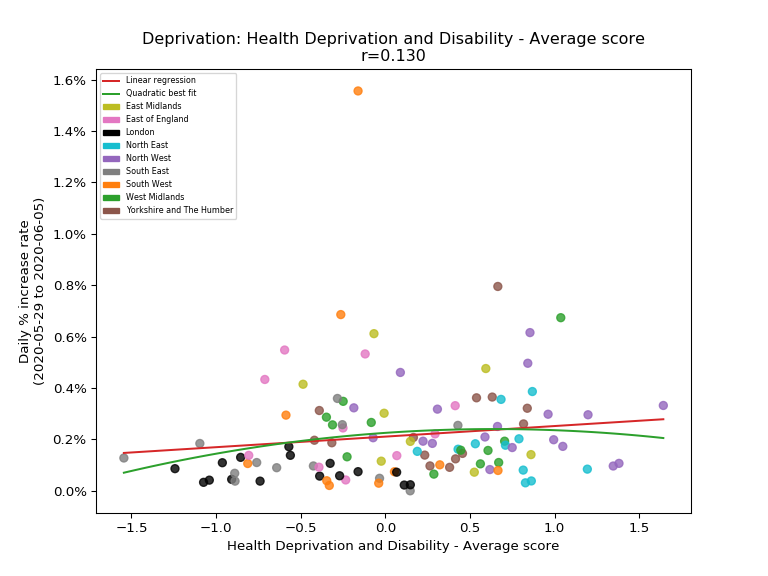 Deprivation: Health Deprivation and Disability - Average score
r=0.130
1.6%
1.4%
1.2%
1.0%
0.8%
0.6%
0.4%
0.2%
0.0%
Daily % increase rate
(2020-05-29 to 2020-06-05)
Linear regression
Quadratic best fit
East Midlands
East of England
London
North East
North West
South East
South West
West Midlands
Yorkshire and The Humber
−1.5
−1.0
−0.5
0.0
0.5
1.0
1.5
Health Deprivation and Disability - Average score